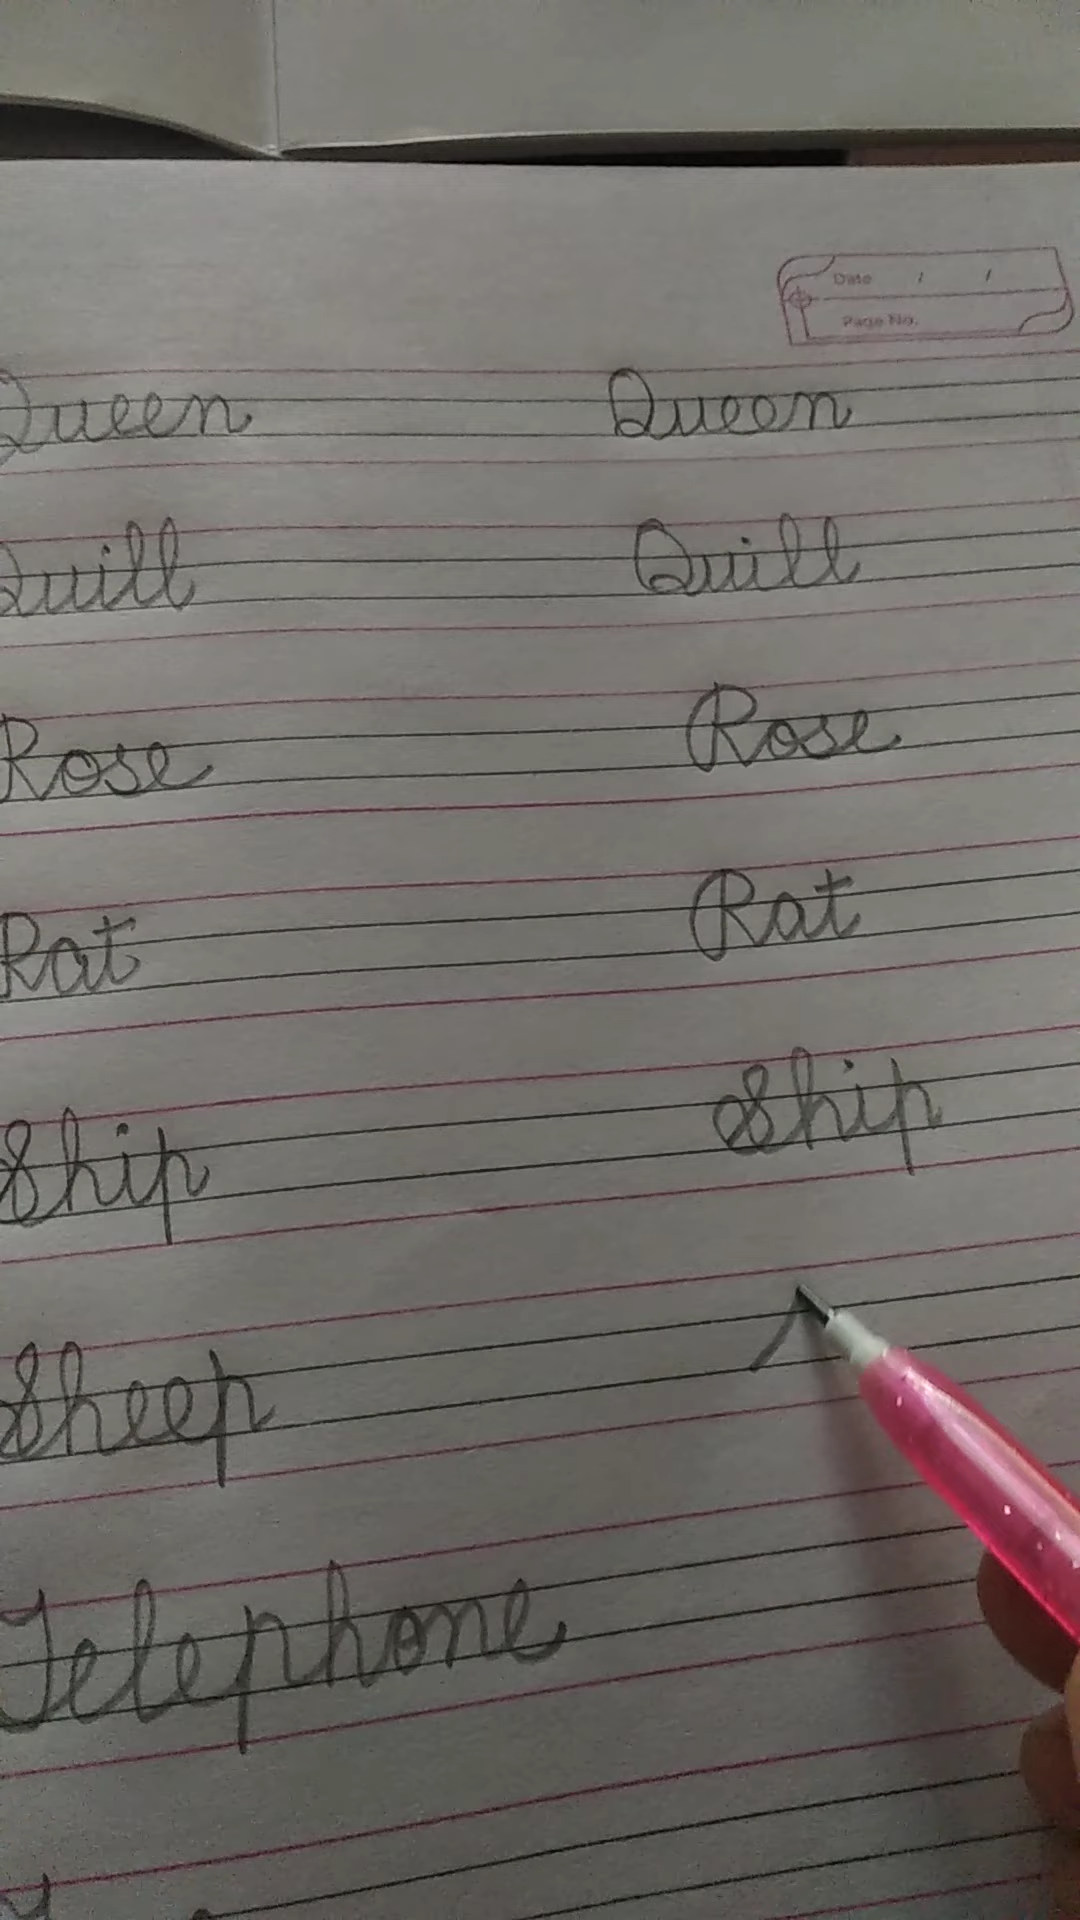 Date / /
Page No.
Queen Queen
Quill Quill
Rose Rose
Rat Rat
Ship Ship
Sheep
Telephone